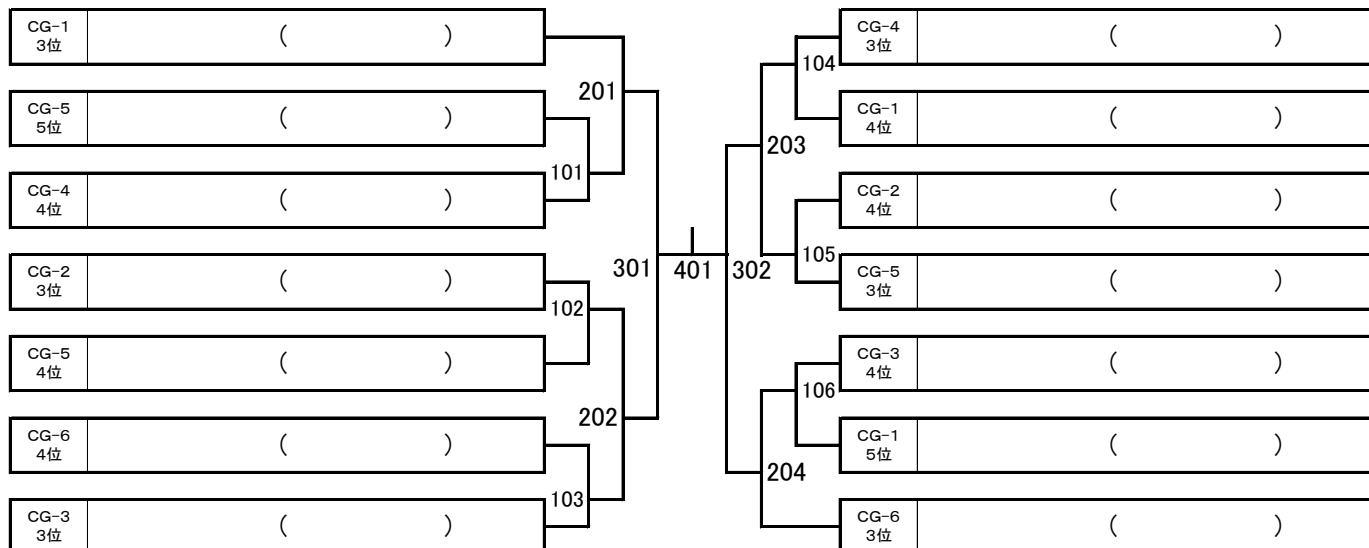 CG-1
3位 ( )
201
CG-5
5位 ( )
101
CG-4
4位 ( )
301
CG-2
3位 ( )
102
CG-5
4位 ( )
202
CG-6
4位 ( )
103
CG-3
3位 ( )
401
CG-4
3位 ( )
104
CG-1
4位 ( )
203
CG-2
4位 ( )
105
CG-5
3位 ( )
302
CG-3
4位 ( )
106
CG-1
5位 ( )
204
CG-6
3位 ( )